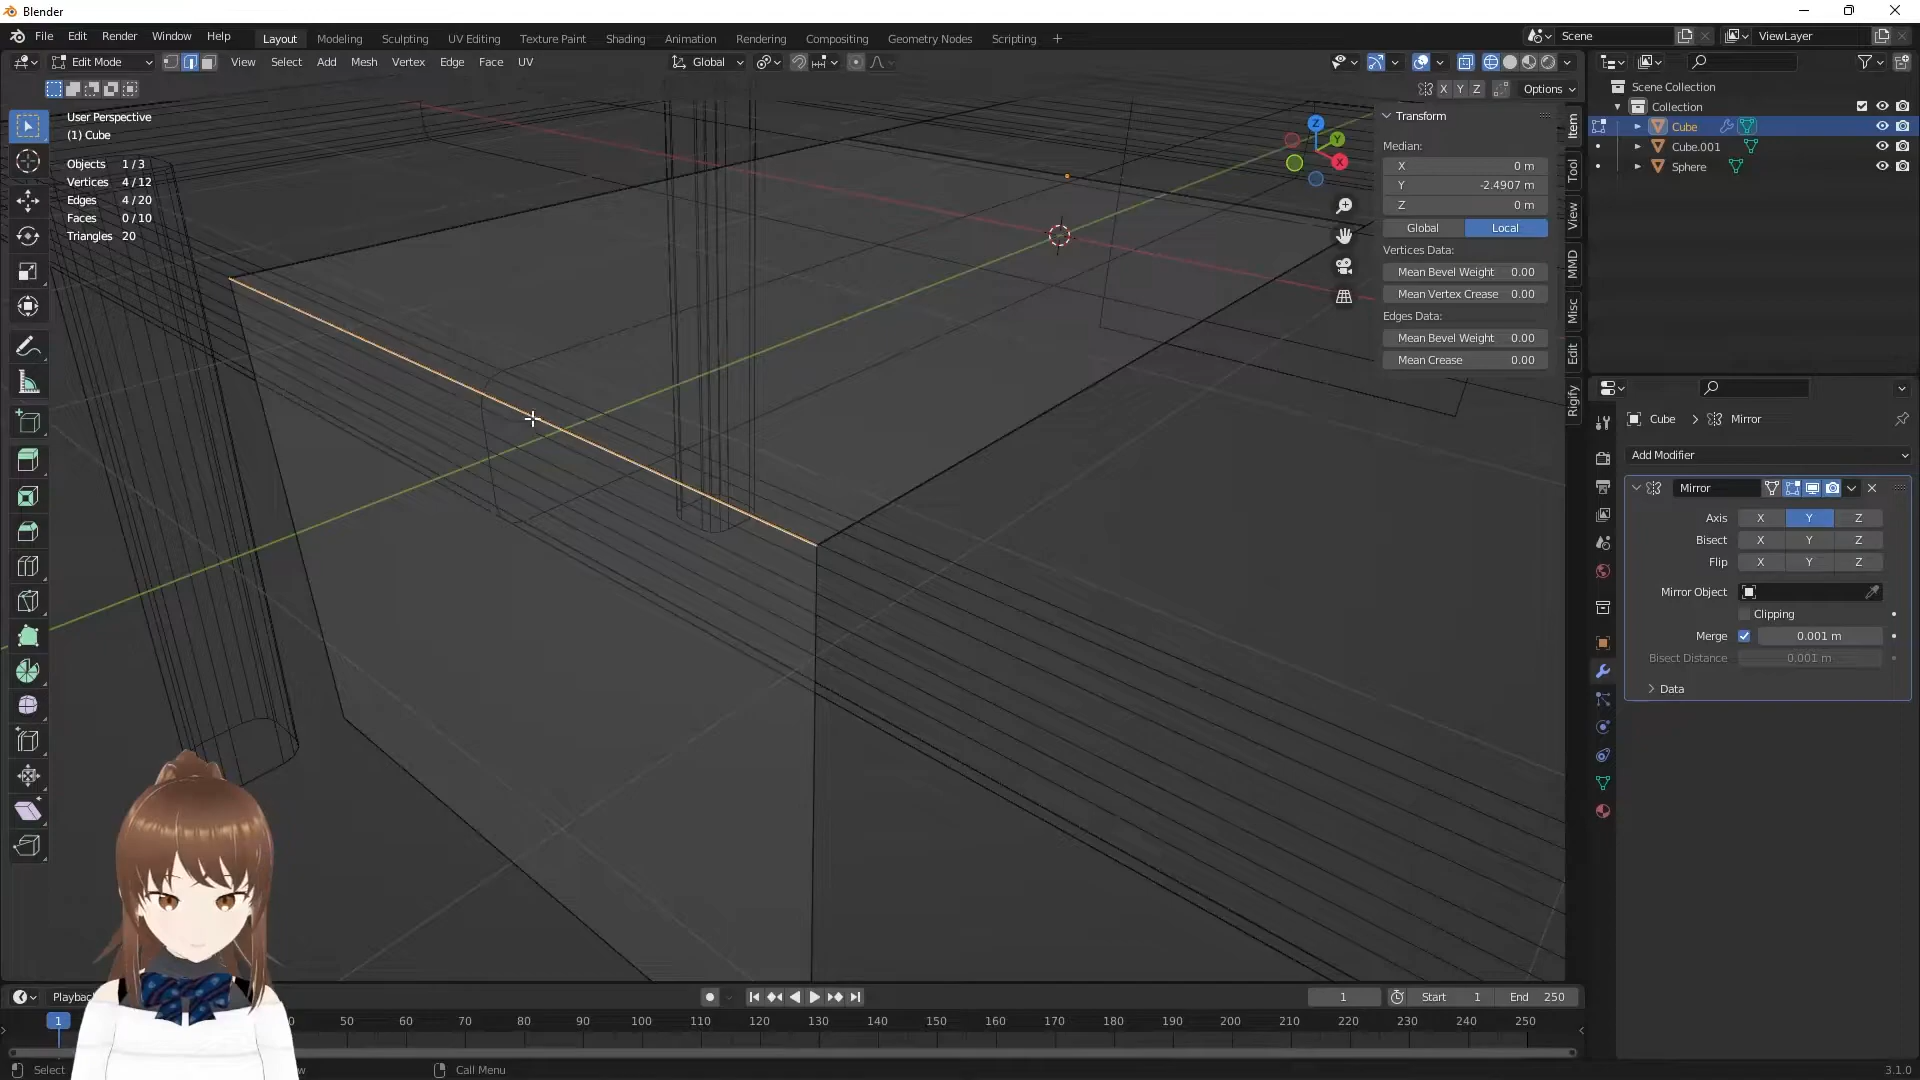 Blender
File Edit Render Window Help
Layout Modeling Sculpting UV Editing Texture Paint Shading Animation Rendering Compositing Geometry Nodes Scripting +
Scene
ViewLayer
Edit Mode View Select Add Mesh Vertex Edge Face UV
Global
X Y Z Options
User Perspective
(1) Cube
Objects 1/3
Vertices 4/12
Edges 4/20
Faces 0/10
Triangles 20
Z
Y
X
Transform
Median:
X 0 m
Y -2.4907 m
Z 0 m
Global Local
Vertices Data:
Mean Bevel Weight 0.00
Mean Vertex Crease 0.00
Edges Data:
Mean Bevel Weight 0.00
Mean Crease 0.00
Item
Tool
View
MMD
Misc
Edit
Rigify
Scene Collection
Collection
Cube
Cube.001
Sphere
Cube > Mirror
Add Modifier
Mirror
Axis X Y Z
Bisect X Y Z
Flip X Y Z
Mirror Object
Clipping
Merge 0.001 m
Bisect Distance 0.001 m
Data
Playbac
1 Start 1 End 250
1 50 60 70 80 90 100 110 120 130 140 150 160 170 180 190 200 210 220 230 240 250
Select
Call Menu
3.1.0